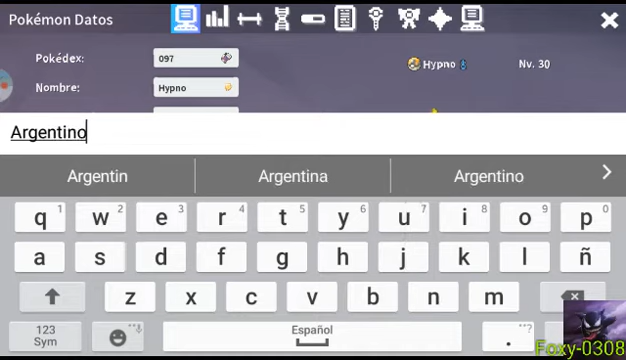 Pokémon Datos
Pokédex: 097
Hypno Nv. 30
Nombre: Hypno
Argentino
Argentin Argentina Argentino
q 1 w 2 e 3 r 4 t 5 y 6 u 7 i 8 o 9 p 0
a s d f g h j k l ñ
z x c v b n m
123
Sym
Español
. ?
Foxy-0308